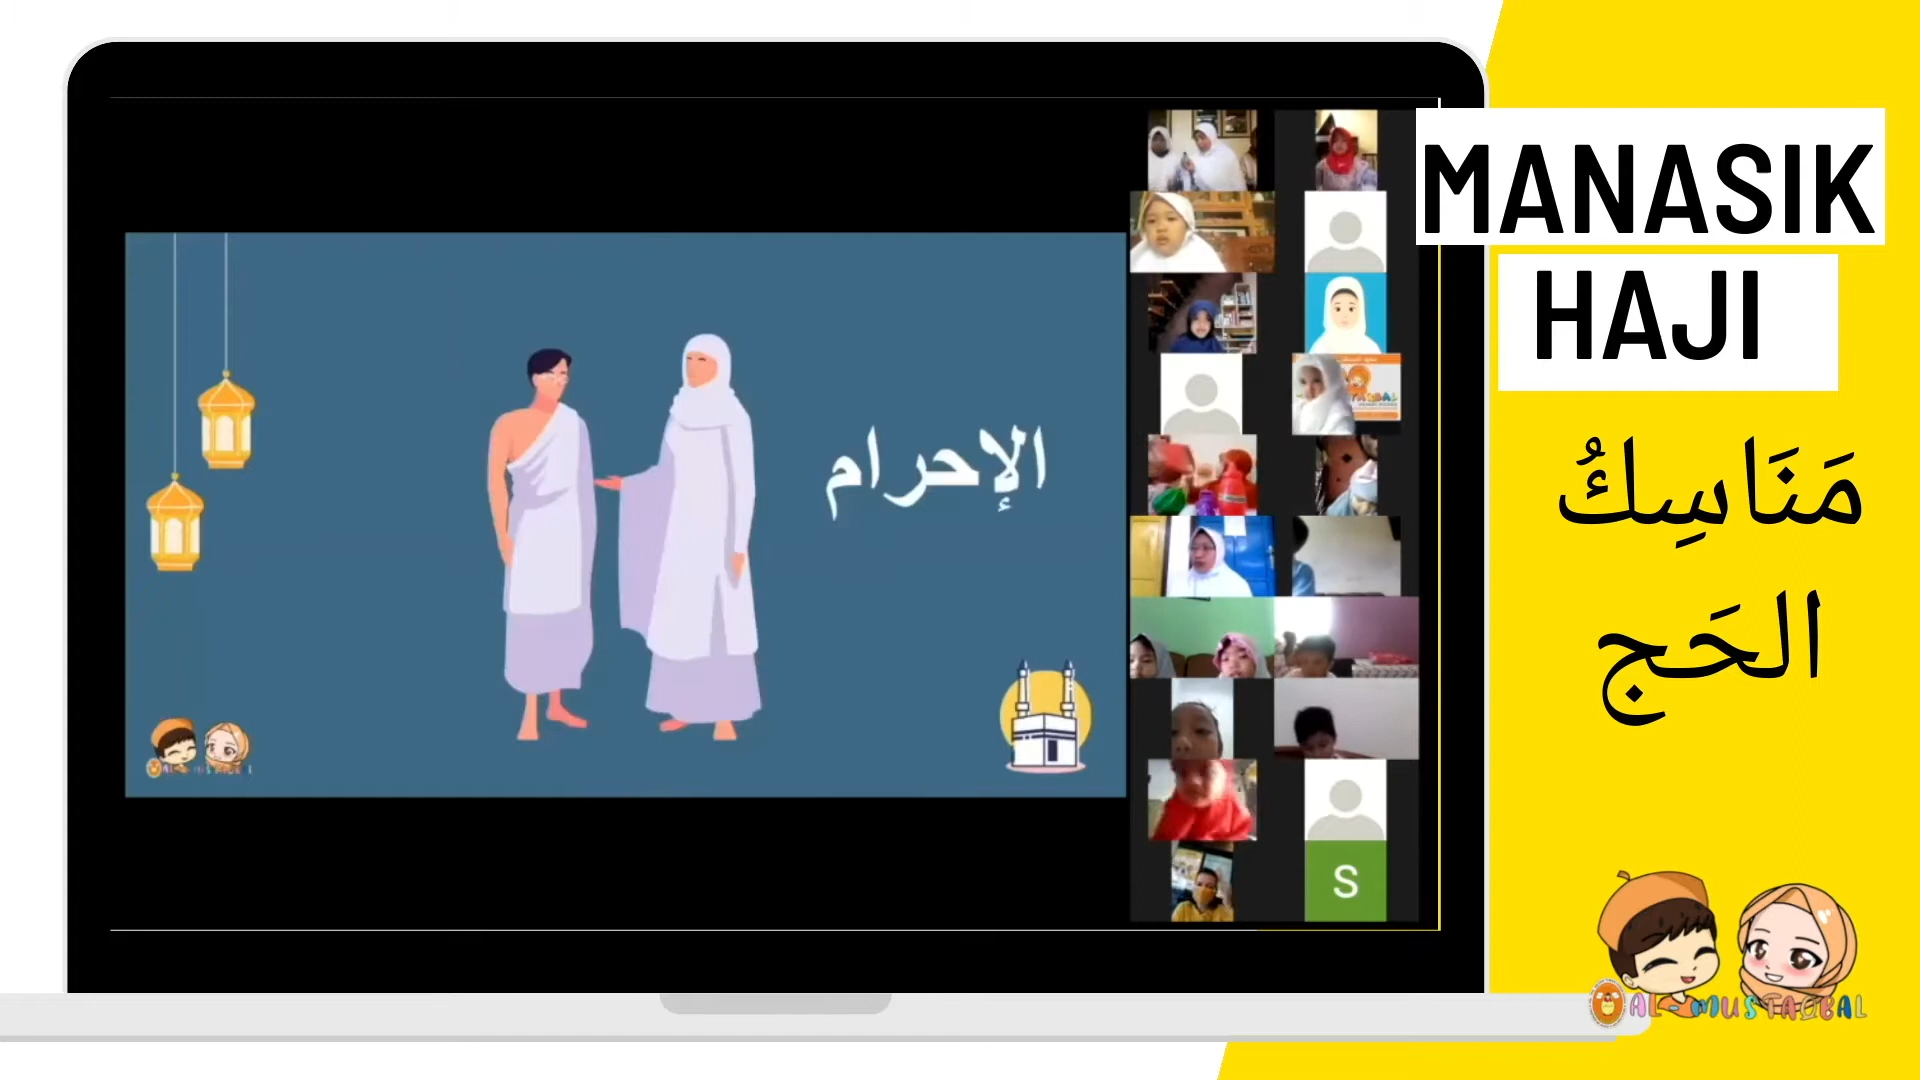 MANASIK
HAJI
مَنَاسِكُ
الحَج
الإحرام
S
AL-MUSTAQBAL